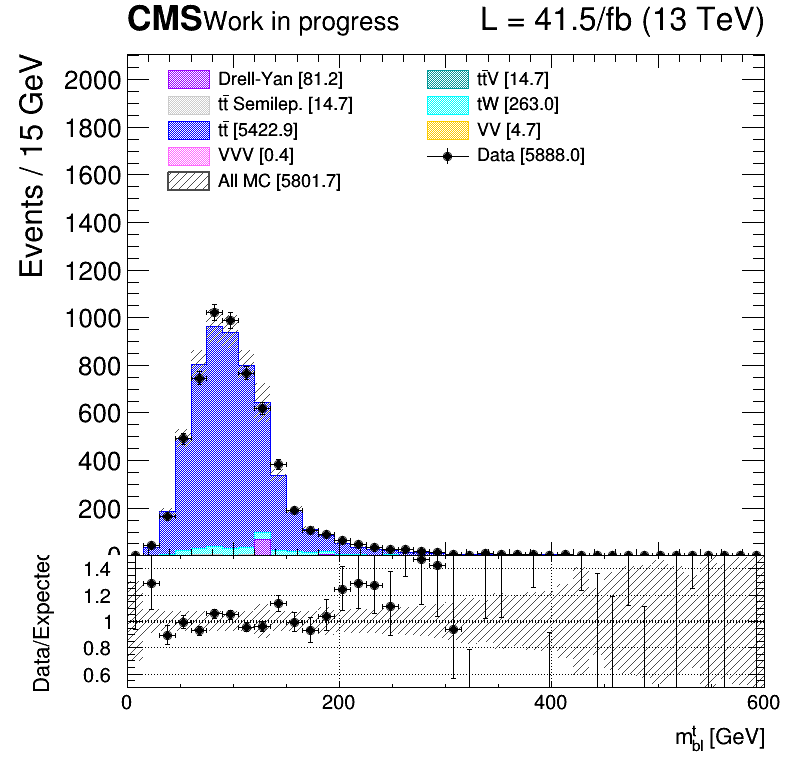 CMS Work in progress L = 41.5/fb (13 TeV)
Events / 15 GeV
2000
1800
1600
1400
1200
1000
800
600
400
200
0
Drell-Yan [81.2]
tt̄ Semilep. [14.7]
tt̄ [5422.9]
VVV [0.4]
All MC [5801.7]
tt̄V [14.7]
tW [263.0]
VV [4.7]
Data [5888.0]
Data/Expected
1.4
1.2
1
0.8
0.6
0 200 400 600
m^t_bl [GeV]